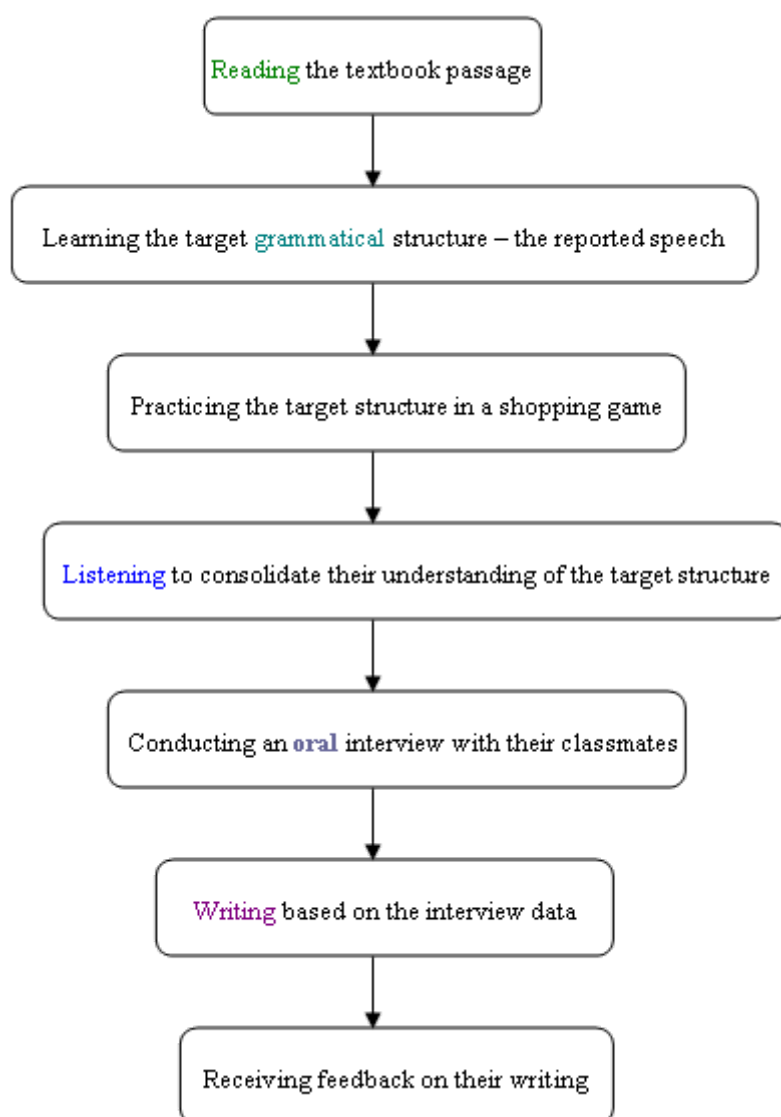 Reading the textbook passage
Learning the target grammatical structure – the reported speech
Practicing the target structure in a shopping game
Listening to consolidate their understanding of the target structure
Conducting an oral interview with their classmates
Writing based on the interview data
Receiving feedback on their writing